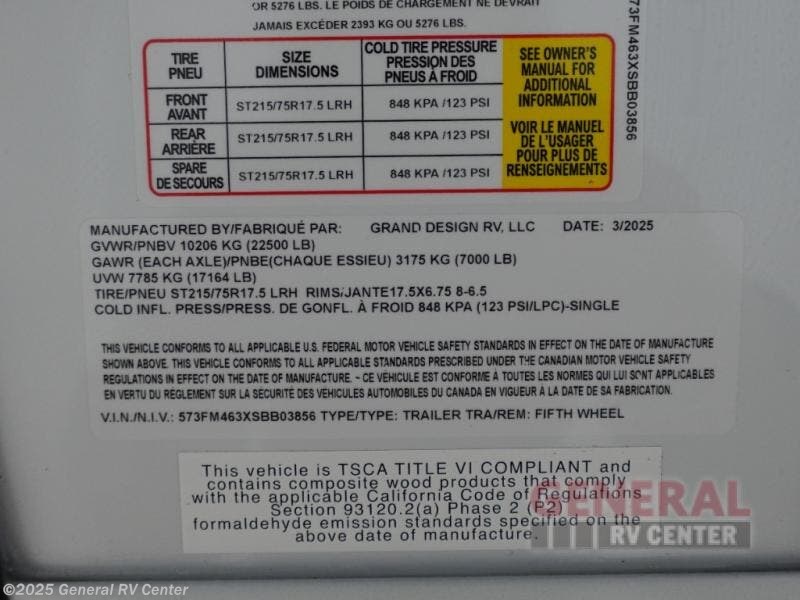 OR 5276 LBS. LE POIDS DE CHARGEMENT NE DEVRAIT
JAMAIS EXCÉDER 2393 KG OU 5276 LBS.
TIRE PNEU SIZE DIMENSIONS COLD TIRE PRESSURE PRESSION DES PNEUS À FROID
FRONT AVANT ST215/75R17.5 LRH 848 KPA /123 PSI
REAR ARRIÈRE ST215/75R17.5 LRH 848 KPA /123 PSI
SPARE DE SECOURS ST215/75R17.5 LRH 848 KPA /123 PSI
SEE OWNER'S
MANUAL FOR
ADDITIONAL
INFORMATION
VOIR LE MANUEL
DE L'USAGER
POUR PLUS DE
RENSEIGNEMENTS
573FM463XSBB03856
MANUFACTURED BY/FABRIQUÉ PAR: GRAND DESIGN RV, LLC DATE: 3/2025
GVWR/PNBV 10206 KG (22500 LB)
GAWR (EACH AXLE)/PNBE(CHAQUE ESSIEU) 3175 KG (7000 LB)
UVW 7785 KG (17164 LB)
TIRE/PNEU ST215/75R17.5 LRH RIMS/JANTE17.5X6.75 8-6.5
COLD INFL. PRESS/PRESS. DE GONFL. À FROID 848 KPA (123 PSI/LPC)-SINGLE
THIS VEHICLE CONFORMS TO ALL APPLICABLE U.S. FEDERAL MOTOR VEHICLE SAFETY STANDARDS IN EFFECT ON THE DATE OF MANUFACTURE
SHOWN ABOVE. THIS VEHICLE CONFORMS TO ALL APPLICABLE STANDARDS PRESCRIBED UNDER THE CANADIAN MOTOR VEHICLE SAFETY
REGULATIONS IN EFFECT ON THE DATE OF MANUFACTURE. - CE VÉHICULE EST CONFORME À TOUTES LES NORMES QUI LUI SONT APPLICABLES
EN VERTU DU RÈGLEMENT SUR LA SÉCURITÉ DES VÉHICULES AUTOMOBILES DU CANADA EN VIGUEUR À LA DATE DE SA FABRICATION.
V.I.N./N.I.V.: 573FM463XSBB03856 TYPE/TYPE: TRAILER TRA/REM: FIFTH WHEEL
This vehicle is TSCA TITLE VI COMPLIANT and
contains composite wood products that comply
with the applicable California Code of Regulations
Section 93120.2(a) Phase 2 (P2)
formaldehyde emission standards specified on the
above date of manufacture.
GENERAL
RV CENTER
©2025 General RV Center